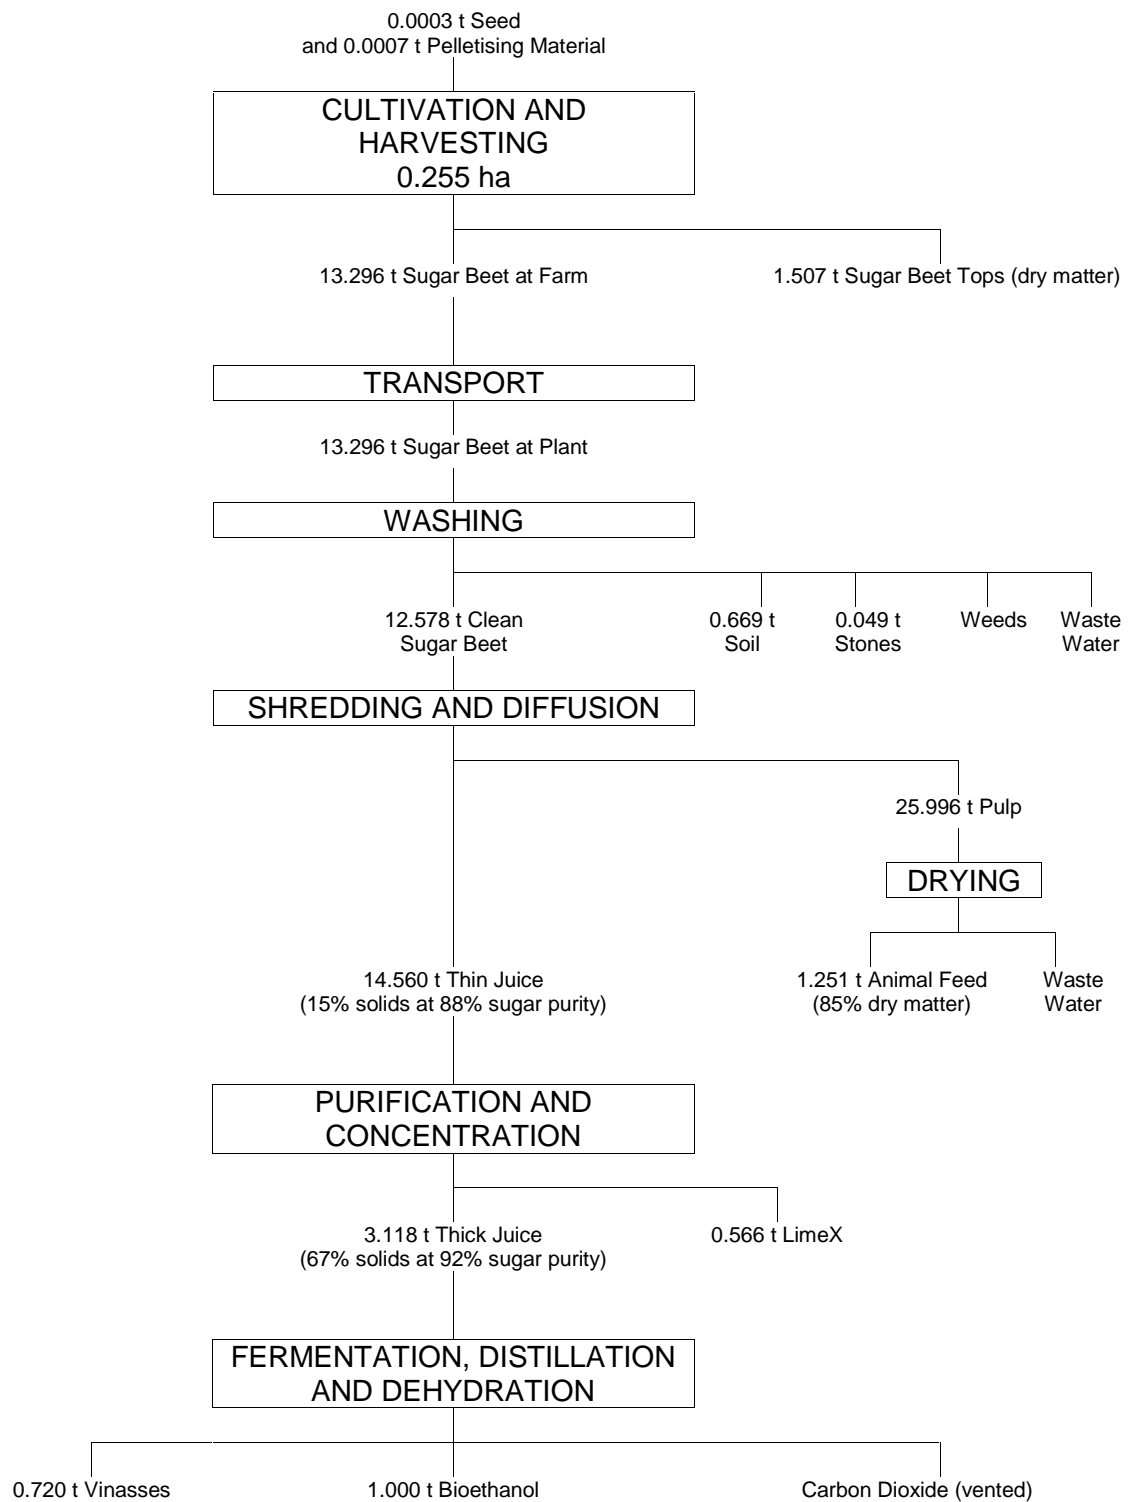 0.0003 t Seed
and 0.0007 t Pelletising Material
CULTIVATION AND
HARVESTING
0.255 ha
13.296 t Sugar Beet at Farm
1.507 t Sugar Beet Tops (dry matter)
TRANSPORT
13.296 t Sugar Beet at Plant
WASHING
12.578 t Clean
Sugar Beet
0.669 t
Soil
0.049 t
Stones
Weeds
Waste
Water
SHREDDING AND DIFFUSION
25.996 t Pulp
DRYING
14.560 t Thin Juice
(15% solids at 88% sugar purity)
1.251 t Animal Feed
(85% dry matter)
Waste
Water
PURIFICATION AND
CONCENTRATION
3.118 t Thick Juice
(67% solids at 92% sugar purity)
0.566 t LimeX
FERMENTATION, DISTILLATION
AND DEHYDRATION
0.720 t Vinasses
1.000 t Bioethanol
Carbon Dioxide (vented)